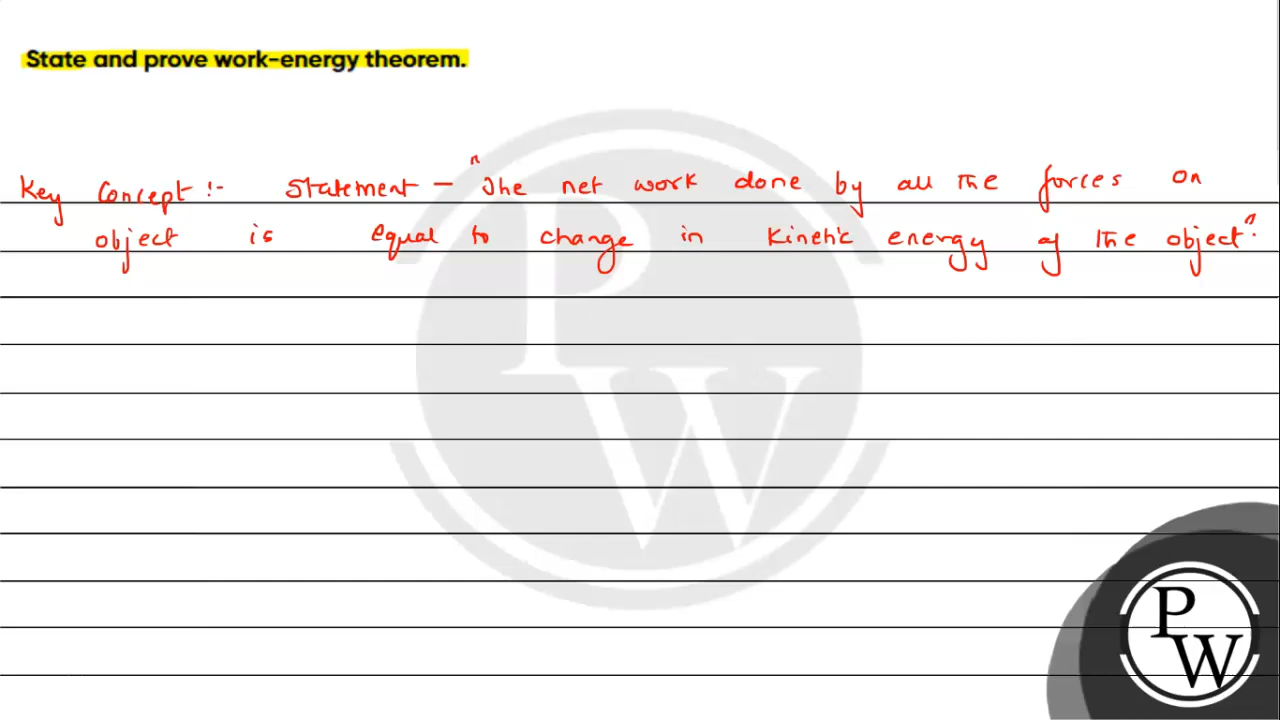 State and prove work-energy theorem.
Key Concept :- Statement - "The net work done by all the forces on
object is equal to change in Kinetic energy of the object".
P
W
P
W